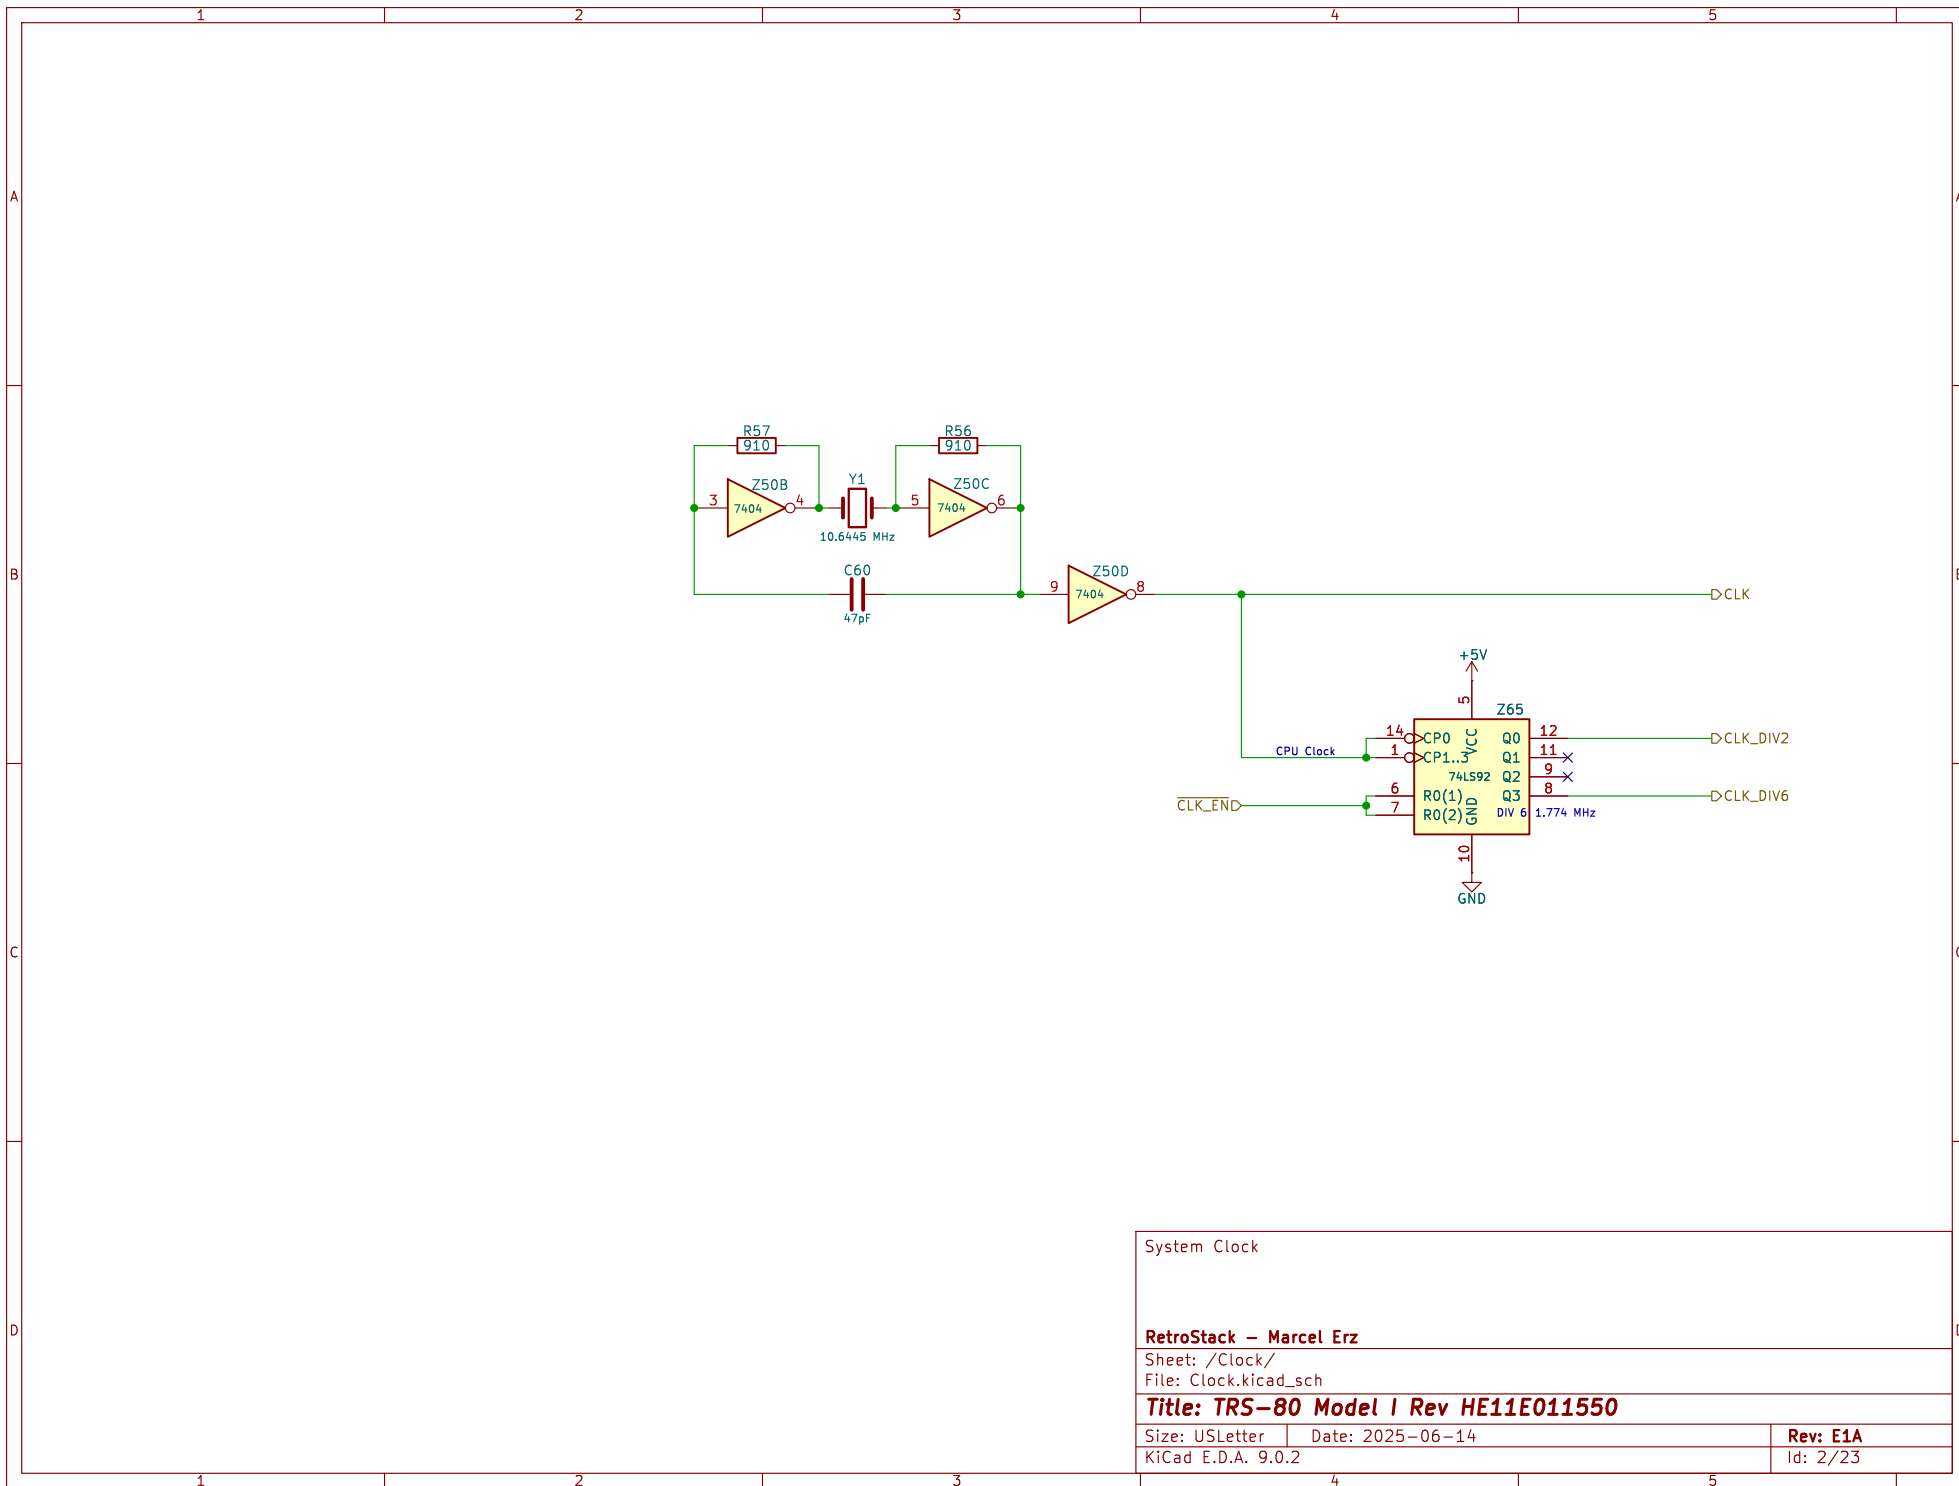 1 2 3 4 5
A A
R57 R56
910 910
Y1
Z50B Z50C
3 7404 4 5 7404 6
10.6445 MHz
B
C60 Z50D
9 7404 8 CLK
47pF
+5V
5
Z65
14 CP0 VCC Q0 12 CLK_DIV2
CPU Clock 1 CP1..3 Q1 11
74LS92 Q2 9
6 R0(1) Q3 8 CLK_DIV6
CLK_EN
7 R0(2) GND DIV 6 1.774 MHz
10
GND
C
System Clock
D
RetroStack - Marcel Erz
Sheet: /Clock/
File: Clock.kicad_sch
Title: TRS-80 Model I Rev HE11E011550
Size: USLetter Date: 2025-06-14 Rev: E1A
KiCad E.D.A. 9.0.2 Id: 2/23
1 2 3 4 5